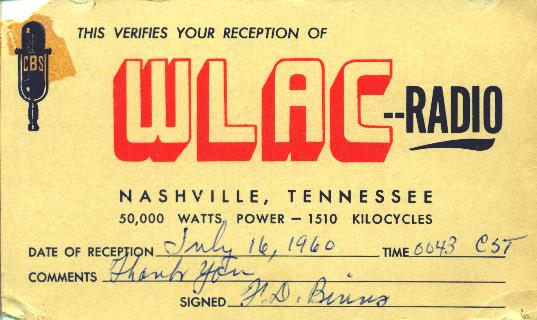 THIS VERIFIES YOUR RECEPTION OF
CBS
WLAC--RADIO
NASHVILLE, TENNESSEE
50,000 WATTS POWER — 1510 KILOCYCLES
DATE OF RECEPTION July 16, 1960 TIME 0043 CST
COMMENTS Thank You
SIGNED F.D. Binns